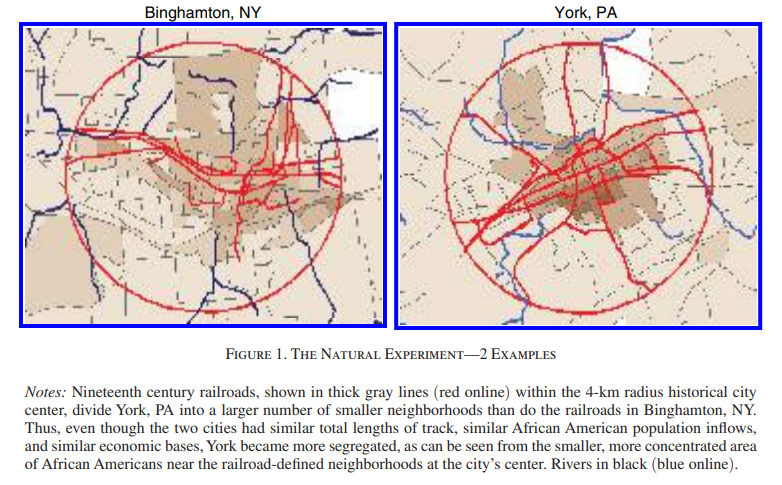 Binghamton, NY
York, PA
FIGURE 1. THE NATURAL EXPERIMENT—2 EXAMPLES
Notes: Nineteenth century railroads, shown in thick gray lines (red online) within the 4-km radius historical city
center, divide York, PA into a larger number of smaller neighborhoods than do the railroads in Binghamton, NY.
Thus, even though the two cities had similar total lengths of track, similar African American population inflows,
and similar economic bases, York became more segregated, as can be seen from the smaller, more concentrated area
of African Americans near the railroad-defined neighborhoods at the city’s center. Rivers in black (blue online).